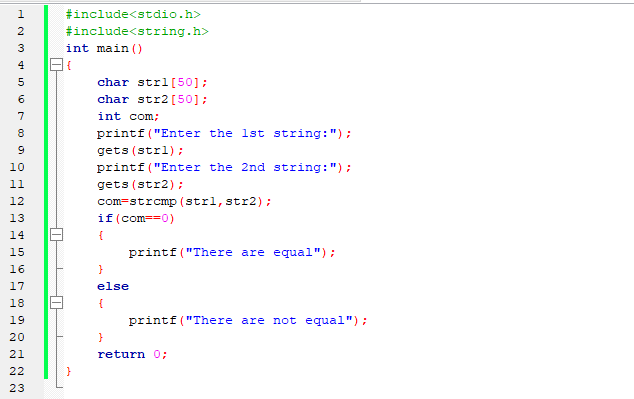 1 #include<stdio.h>
2 #include<string.h>
3 int main()
4 {
5 char str1[50];
6 char str2[50];
7 int com;
8 printf("Enter the 1st string:");
9 gets(str1);
10 printf("Enter the 2nd string:");
11 gets(str2);
12 com=strcmp(str1,str2);
13 if(com==0)
14 {
15 printf("There are equal");
16 }
17 else
18 {
19 printf("There are not equal");
20 }
21 return 0;
22 }
23